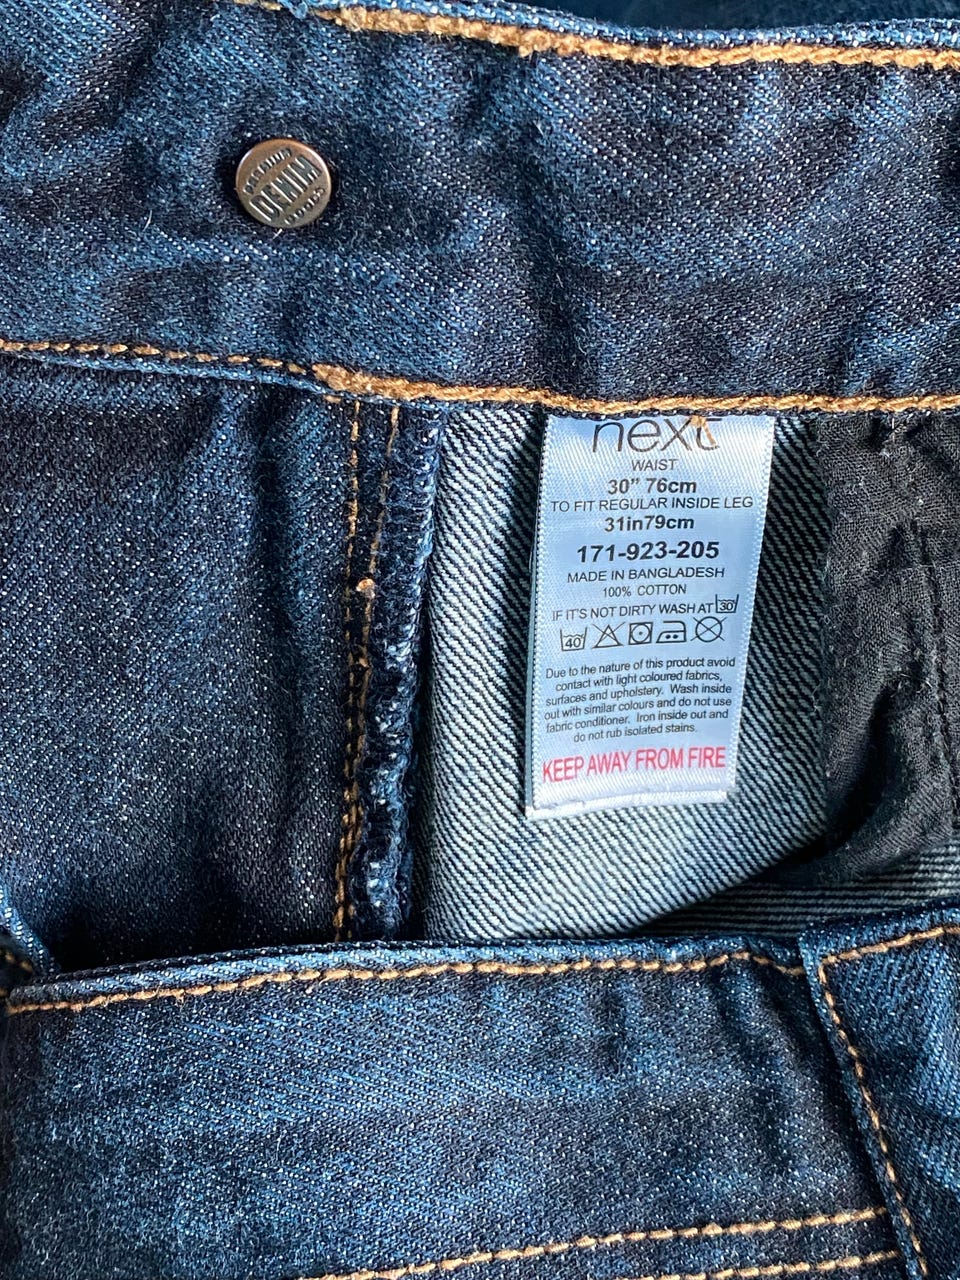 PREMIUM
DENIM
GOODS
next
WAIST
30" 76cm
TO FIT REGULAR INSIDE LEG
31in79cm
171-923-205
MADE IN BANGLADESH
100% COTTON
IF IT'S NOT DIRTY WASH AT 30
40
Due to the nature of this product avoid
contact with light coloured fabrics,
surfaces and upholstery. Wash inside
out with similar colours and do not use
fabric conditioner. Iron inside out and
do not rub isolated stains.
KEEP AWAY FROM FIRE